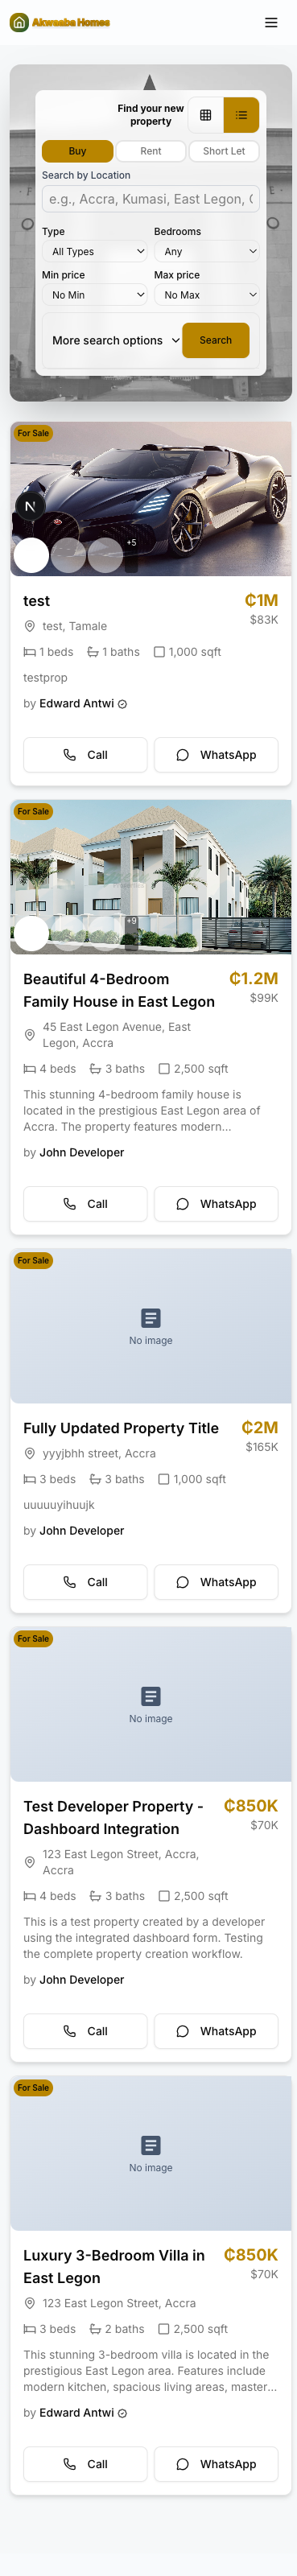 Akwaaba Homes
Find your new
property
Buy
Rent
Short Let
Search by Location
e.g., Accra, Kumasi, East Legon, C
Type
Bedrooms
All Types
Any
Min price
Max price
No Min
No Max
More search options
Search
For Sale
N
+5
test
₵1M
test, Tamale
$83K
1 beds
1 baths
1,000 sqft
testprop
by Edward Antwi
Call
WhatsApp
For Sale
+9
Beautiful 4-Bedroom
Family House in East Legon
₵1.2M
$99K
45 East Legon Avenue, East
Legon, Accra
4 beds
3 baths
2,500 sqft
This stunning 4-bedroom family house is
located in the prestigious East Legon area of
Accra. The property features modern...
by John Developer
Call
WhatsApp
For Sale
No image
Fully Updated Property Title
₵2M
yyyjbhh street, Accra
$165K
3 beds
3 baths
1,000 sqft
uuuuuyihuujk
by John Developer
Call
WhatsApp
For Sale
No image
Test Developer Property -
Dashboard Integration
₵850K
$70K
123 East Legon Street, Accra,
Accra
4 beds
3 baths
2,500 sqft
This is a test property created by a developer
using the integrated dashboard form. Testing
the complete property creation workflow.
by John Developer
Call
WhatsApp
For Sale
No image
Luxury 3-Bedroom Villa in
East Legon
₵850K
$70K
123 East Legon Street, Accra
3 beds
2 baths
2,500 sqft
This stunning 3-bedroom villa is located in the
prestigious East Legon area. Features include
modern kitchen, spacious living areas, master...
by Edward Antwi
Call
WhatsApp